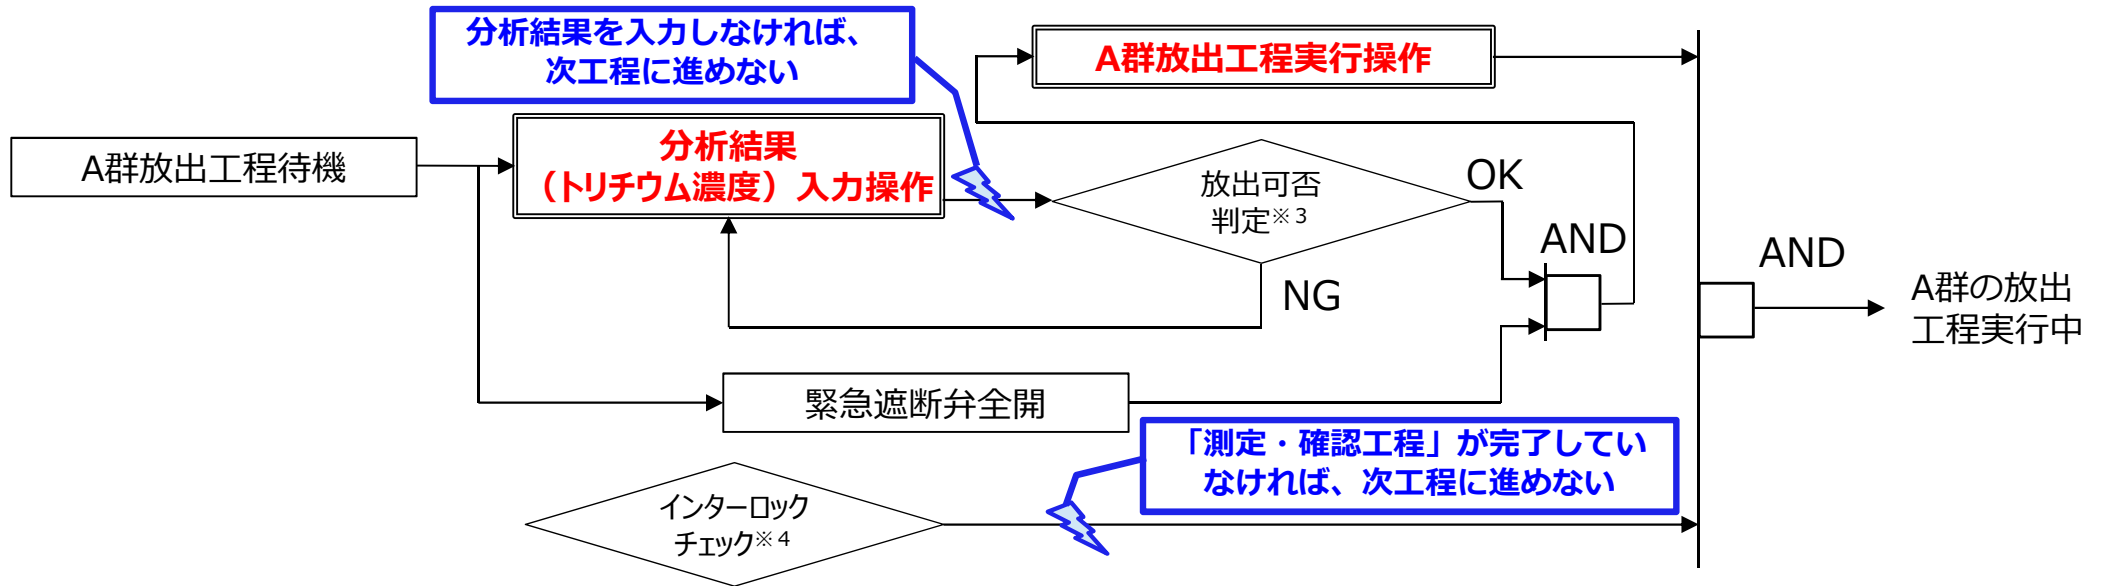 分析結果を入力しなければ、
次工程に進めない
A群放出工程実行操作
A群放出工程待機
分析結果
（トリチウム濃度）入力操作
放出可否
判定※3
OK
NG
AND
AND
A群の放出
工程実行中
緊急遮断弁全開
「測定・確認工程」が完了してい
なければ、次工程に進めない
インターロック
チェック※4